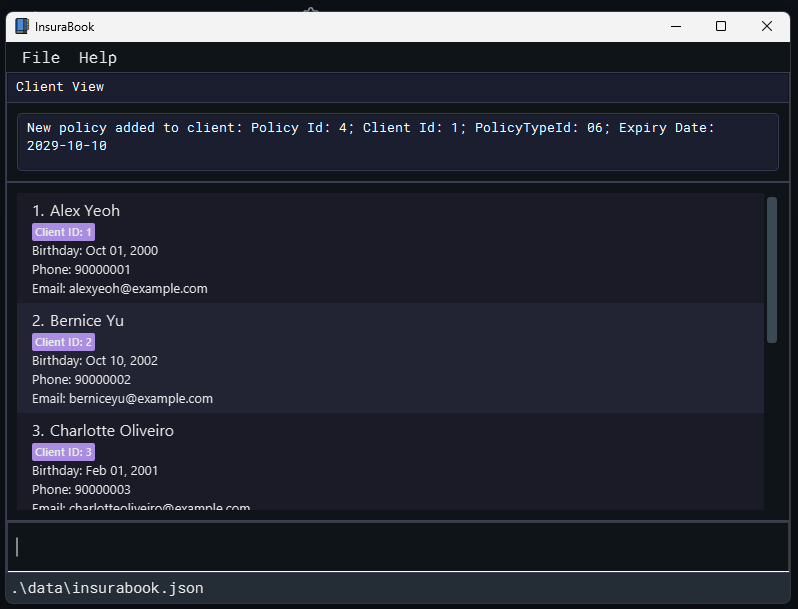 InsuraBook
File Help
Client View
New policy added to client: Policy Id: 4; Client Id: 1; PolicyTypeId: 06; Expiry Date:
2029-10-10
1. Alex Yeoh
Client ID: 1
Birthday: Oct 01, 2000
Phone: 90000001
Email: alexyeoh@example.com
2. Bernice Yu
Client ID: 2
Birthday: Oct 10, 2002
Phone: 90000002
Email: berniceyu@example.com
3. Charlotte Oliveiro
Client ID: 3
Birthday: Feb 01, 2001
Phone: 90000003
Email: charlotteoliveiro@example.com
.\data\insurabook.json